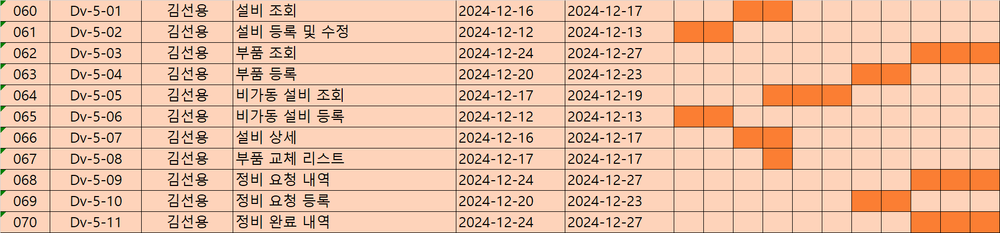 060 Dv-5-01 김선용 설비 조회 2024-12-16 2024-12-17
061 Dv-5-02 김선용 설비 등록 및 수정 2024-12-12 2024-12-13
062 Dv-5-03 김선용 부품 조회 2024-12-24 2024-12-27
063 Dv-5-04 김선용 부품 등록 2024-12-20 2024-12-23
064 Dv-5-05 김선용 비가동 설비 조회 2024-12-17 2024-12-19
065 Dv-5-06 김선용 비가동 설비 등록 2024-12-12 2024-12-13
066 Dv-5-07 김선용 설비 상세 2024-12-16 2024-12-17
067 Dv-5-08 김선용 부품 교체 리스트 2024-12-17 2024-12-17
068 Dv-5-09 김선용 정비 요청 내역 2024-12-24 2024-12-27
069 Dv-5-10 김선용 정비 요청 등록 2024-12-20 2024-12-23
070 Dv-5-11 김선용 정비 완료 내역 2024-12-24 2024-12-27